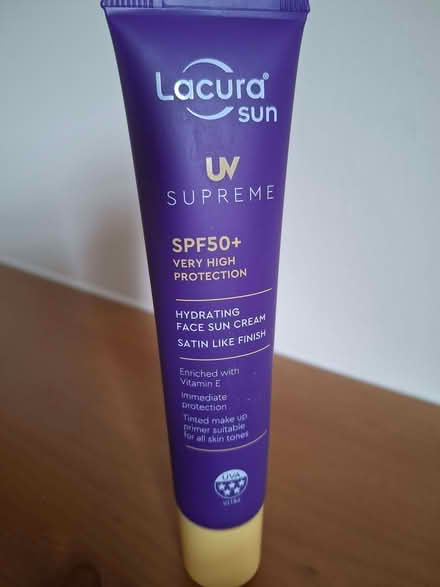 Lacura®
sun
UV
SUPREME
SPF50+
VERY HIGH
PROTECTION
HYDRATING
FACE SUN CREAM
SATIN LIKE FINISH
Enriched with
Vitamin E
Immediate
protection
Tinted make up
primer suitable
for all skin tones
UVA